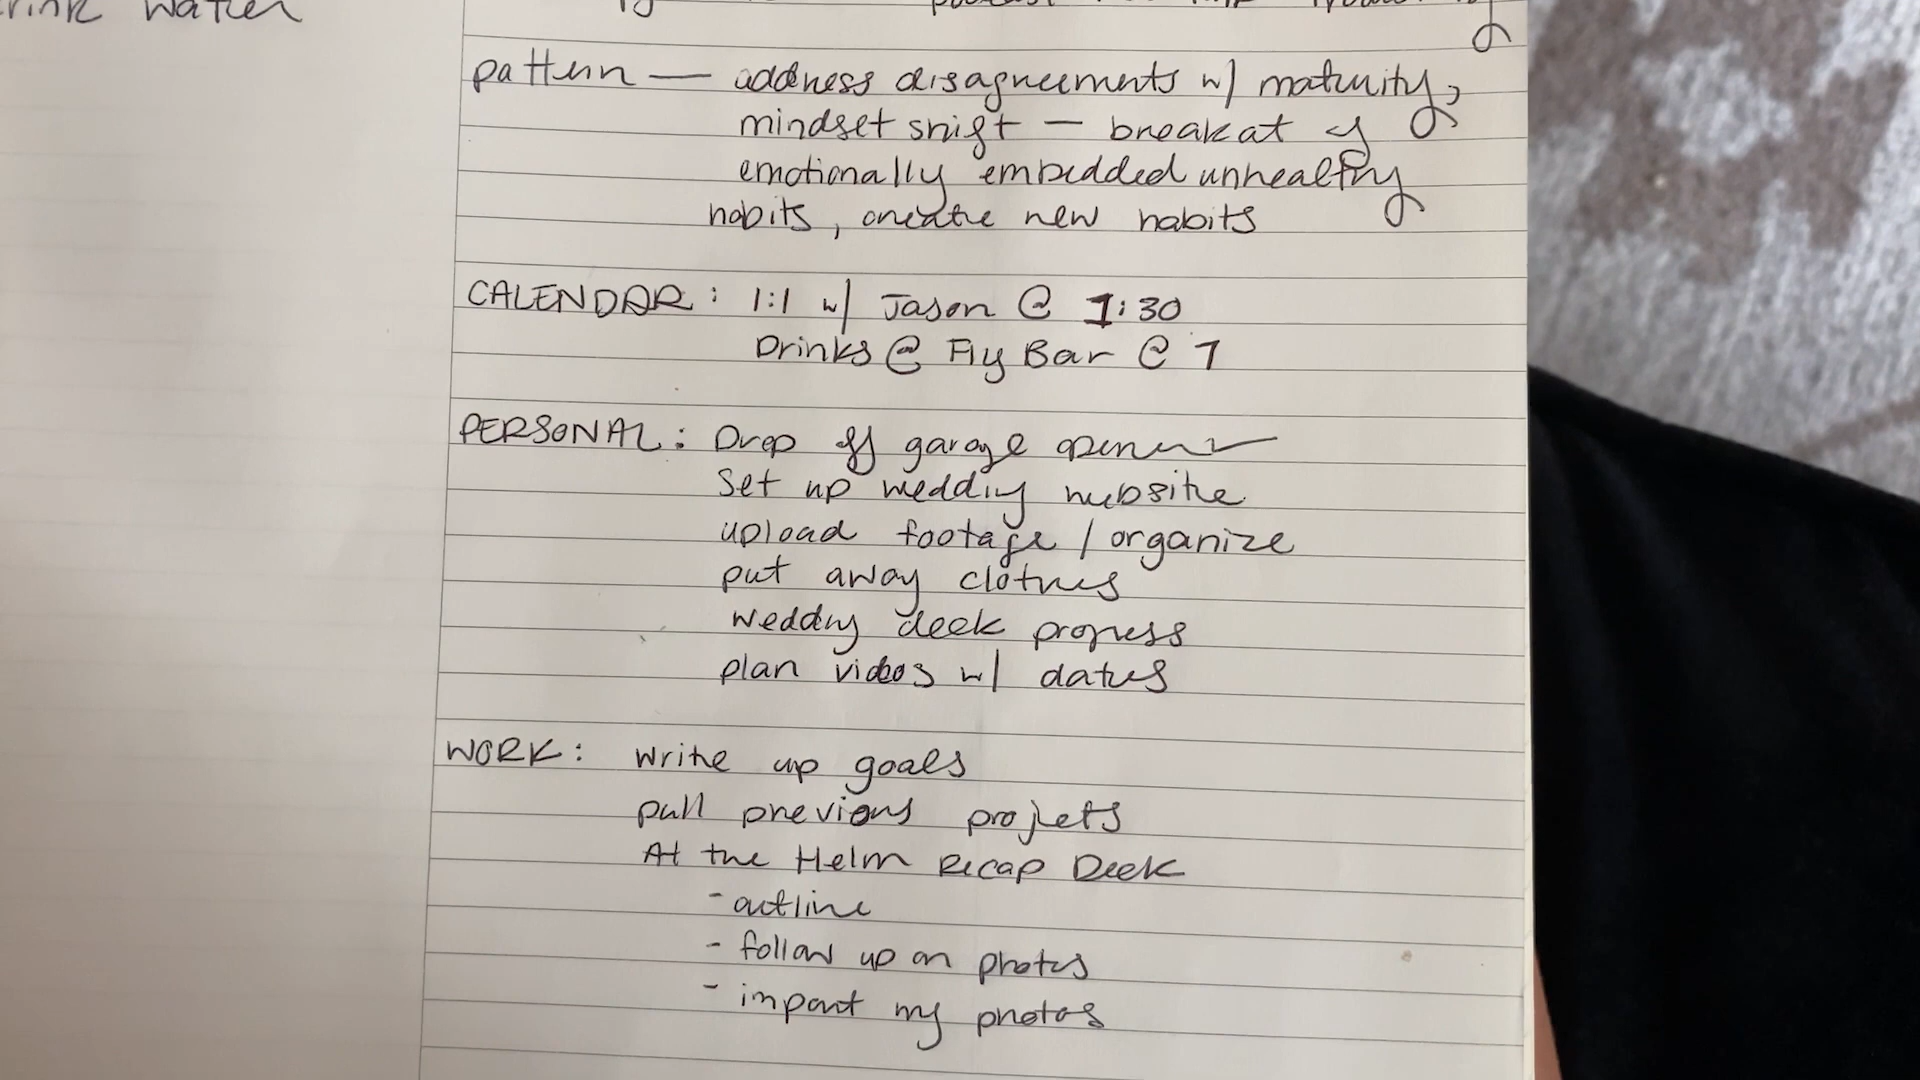 drink water
pattern — address disagreements w/ maturity,
mindset shift — break out of
emotionally embedded unhealthy
habits, create new habits
CALENDAR: 1:1 w/ Jason @ 1:30
Drinks @ Fly Bar @ 7
PERSONAL: Drop off garage opener
Set up wedding website
upload footage / organize
put away clothes
wedding deck progress
plan videos w/ dates
WORK: write up goals
pull previous projets
At the Helm Recap Deck
- outline
- follow up on photos
- import my photos